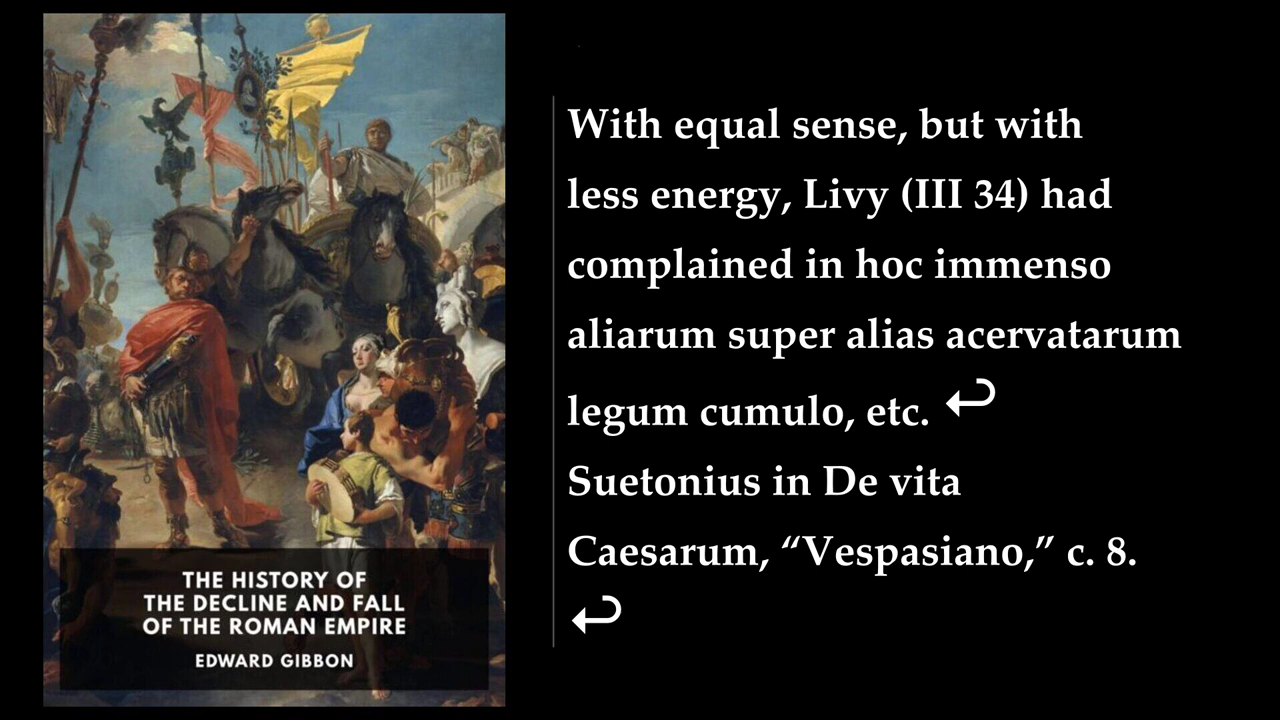 THE HISTORY OF
THE DECLINE AND FALL
OF THE ROMAN EMPIRE
EDWARD GIBBON
With equal sense, but with
less energy, Livy (III 34) had
complained in hoc immenso
aliarum super alias acervatarum
legum cumulo, etc. ↩
Suetonius in De vita
Caesarum, “Vespasiano,” c. 8.
↩